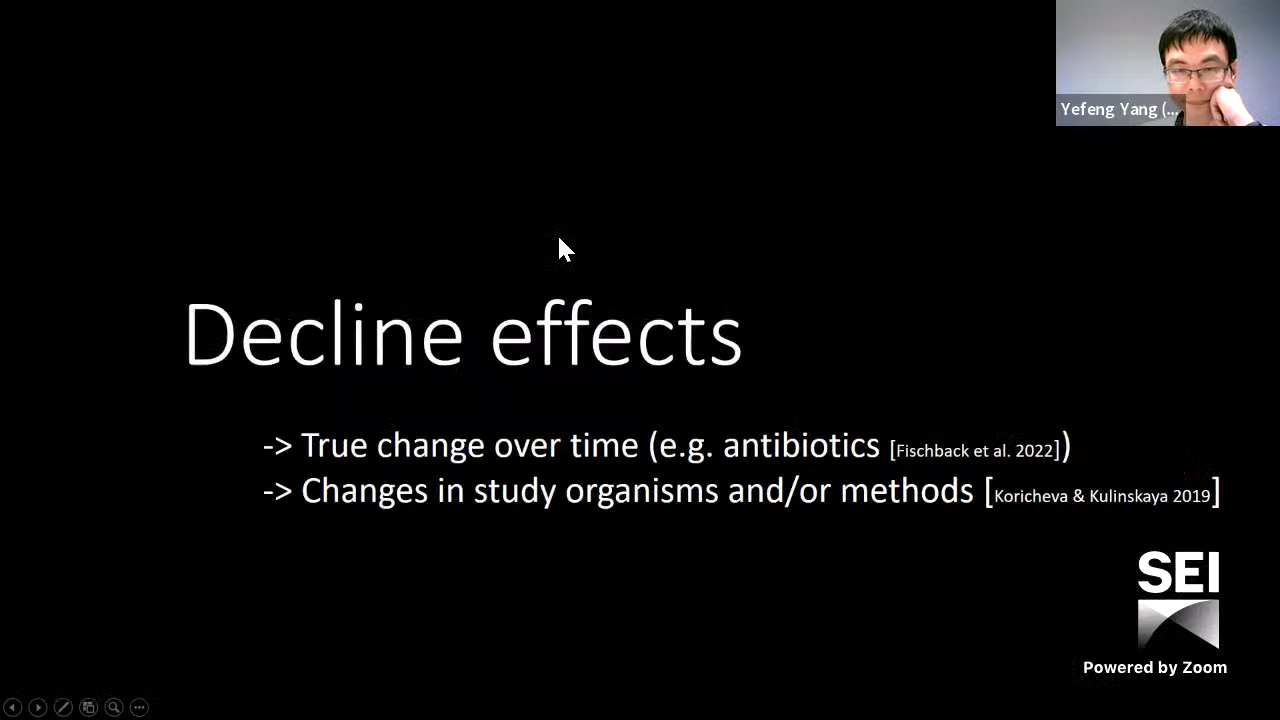 Yefeng Yang (...
Decline effects
-> True change over time (e.g. antibiotics [Fischback et al. 2022])
-> Changes in study organisms and/or methods [Koricheva & Kulinskaya 2019]
SEI
Powered by Zoom